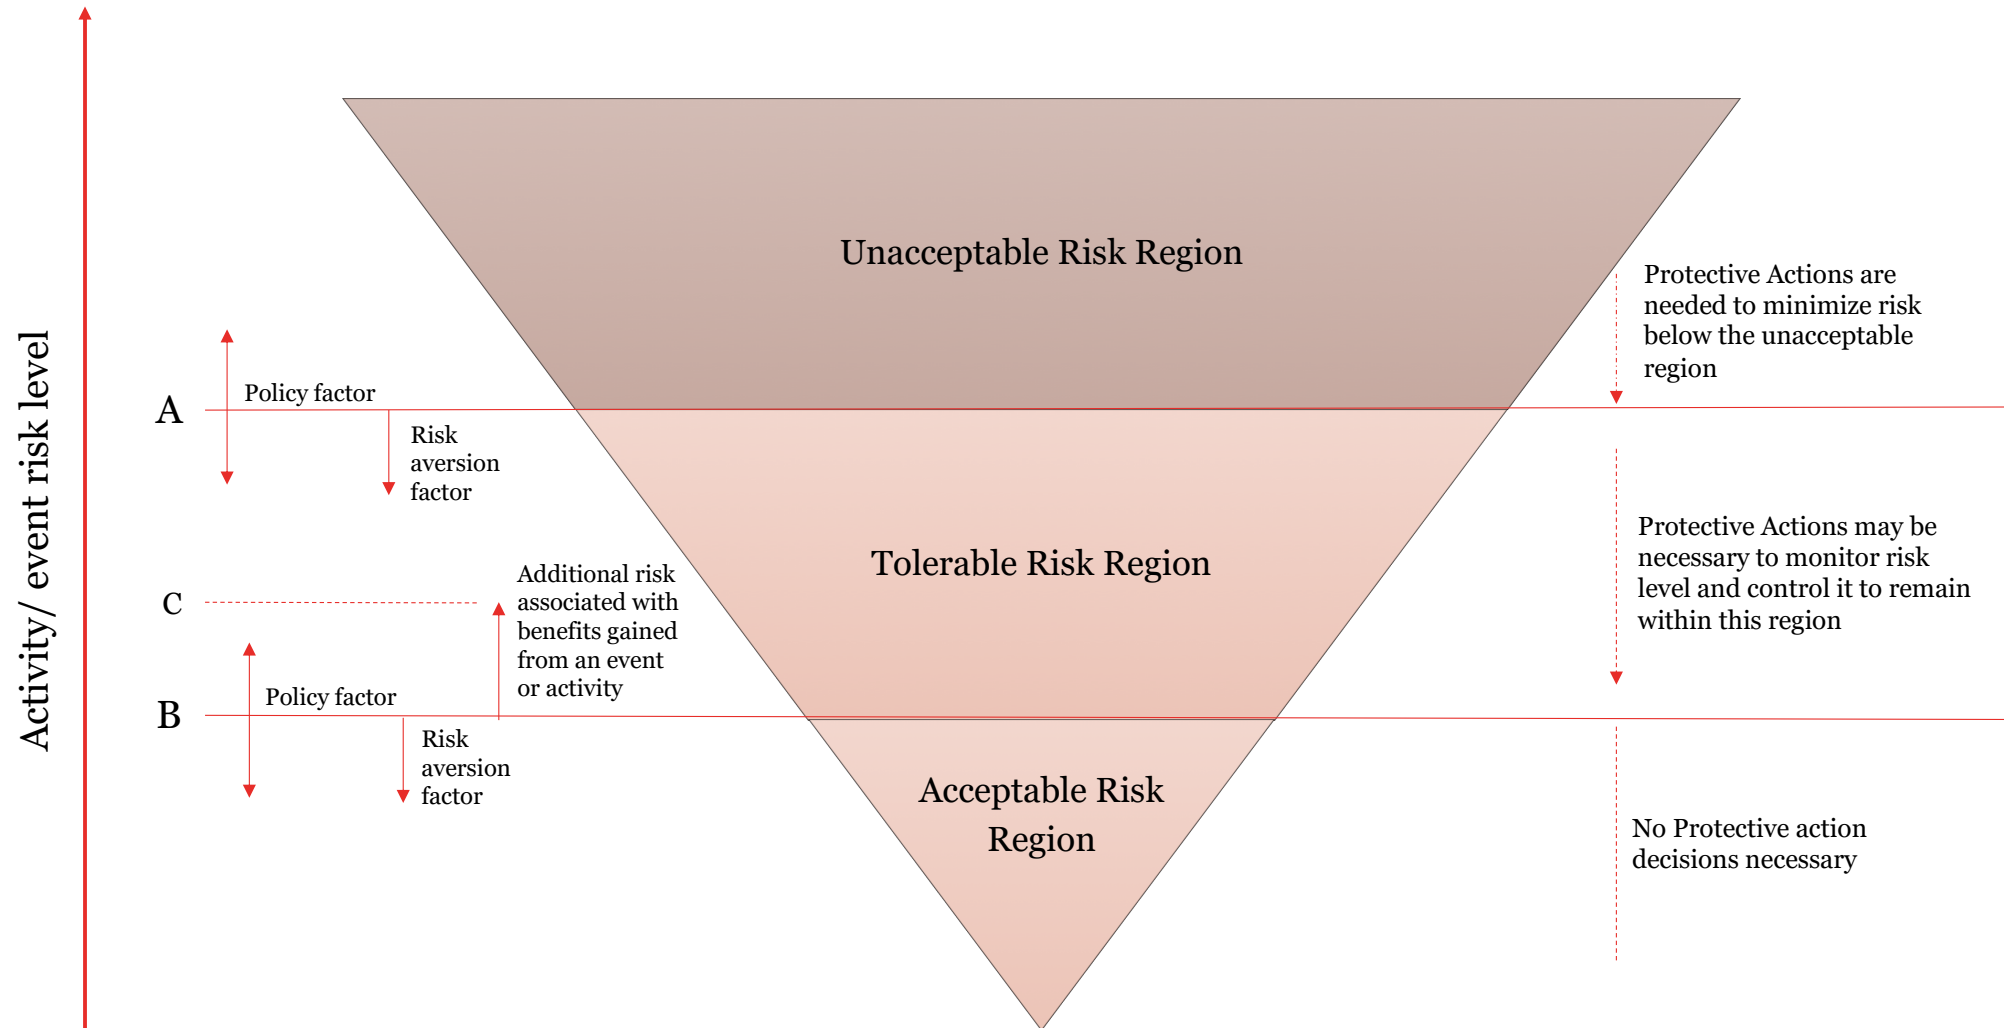 Activity/ event risk level
Unacceptable Risk Region
Protective Actions are
needed to minimize risk
below the unacceptable
region
A
Policy factor
Risk
aversion
factor
Tolerable Risk Region
Protective Actions may be
necessary to monitor risk
level and control it to remain
within this region
C
Additional risk
associated with
benefits gained
from an event
or activity
B
Policy factor
Risk
aversion
factor
Acceptable Risk
Region
No Protective action
decisions necessary